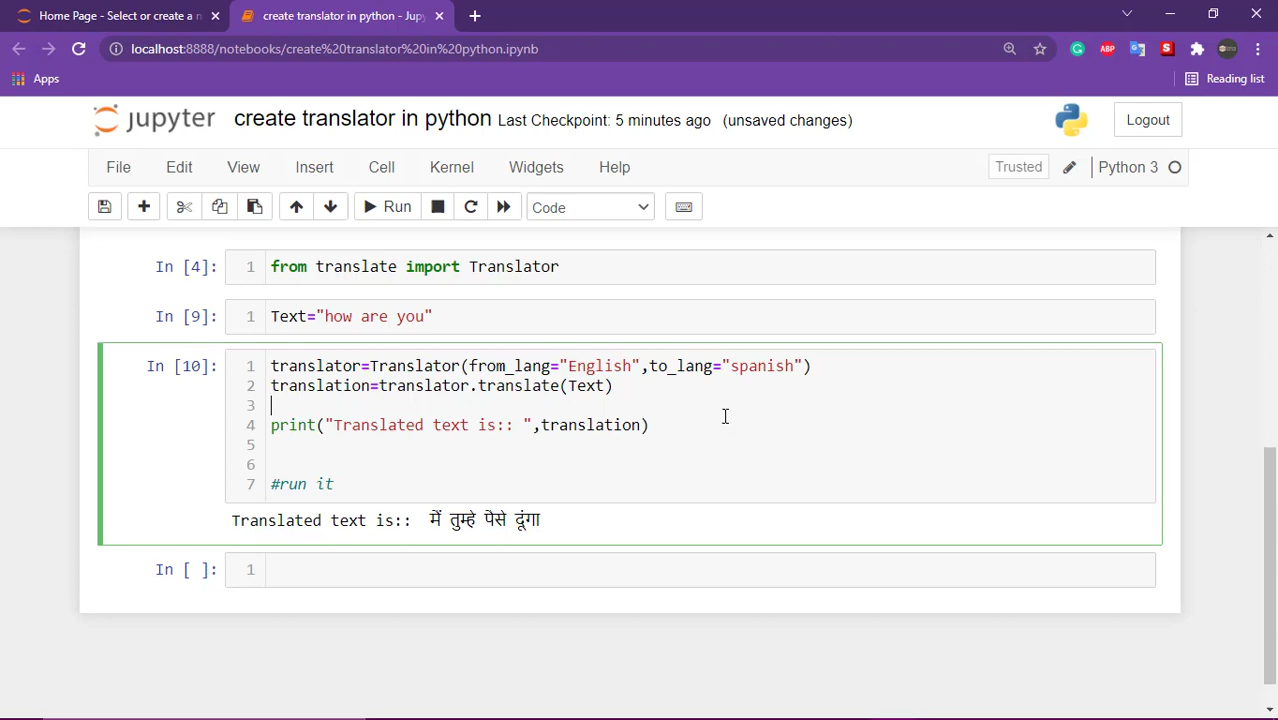 Home Page - Select or create a n
create translator in python - Jupy
localhost:8888/notebooks/create%20translator%20in%20python.ipynb
ABP
S
Apps
Reading list
jupyter
create translator in python Last Checkpoint: 5 minutes ago (unsaved changes)
Logout
File Edit View Insert Cell Kernel Widgets Help
Trusted
Python 3
Run
Code
In [4]:
1 from translate import Translator
In [9]:
1 Text="how are you"
In [10]:
1 translator=Translator(from_lang="English",to_lang="spanish")
2 translation=translator.translate(Text)
3
4 print("Translated text is:: ",translation)
5
6
7 #run it
Translated text is:: में तुम्हे पैसे दूंगा
In [ ]:
1